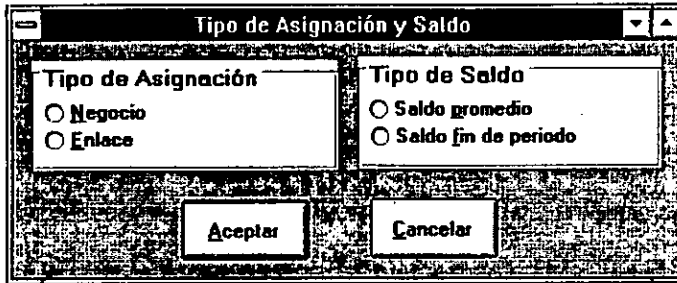 Tipo de Asignación y Saldo
Tipo de Asignación
Negocio
Enlace
Tipo de Saldo
Saldo promedio
Saldo fin de periodo
Aceptar
Cancelar